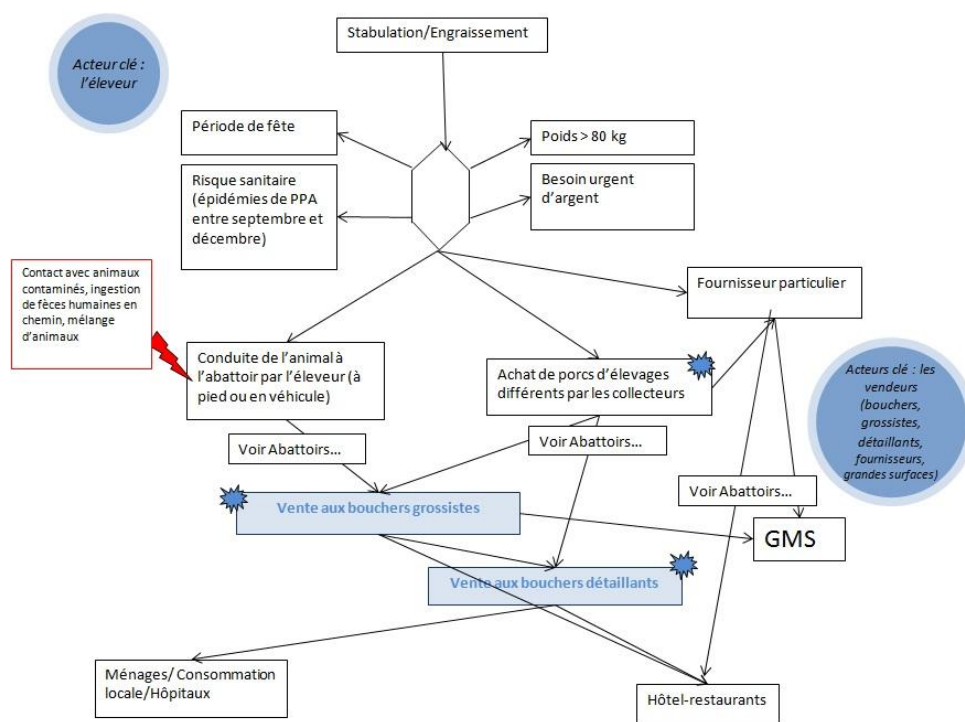 Stabulation/Engraissement
Acteur clé :
l'éleveur
Période de fête
Poids > 80 kg
Risque sanitaire
(épidémies de PPA
entre septembre et
décembre)
Besoin urgent
d'argent
Contact avec animaux
contaminés, ingestion
de fèces humaines en
chemin, mélange
d'animaux
Fournisseur particulier
Conduite de l'animal à
l'abattoir par l'éleveur (à
pied ou en véhicule)
Achat de porcs d'élevages
différents par les collecteurs
Acteurs clé : les
vendeurs
(bouchers,
grossistes,
détaillants,
fournisseurs,
grandes surfaces)
Voir Abattoirs...
Voir Abattoirs...
Voir Abattoirs...
Vente aux bouchers grossistes
GMS
Vente aux bouchers détaillants
Ménages/ Consommation
locale/Hôpitaux
Hôtel-restaurants